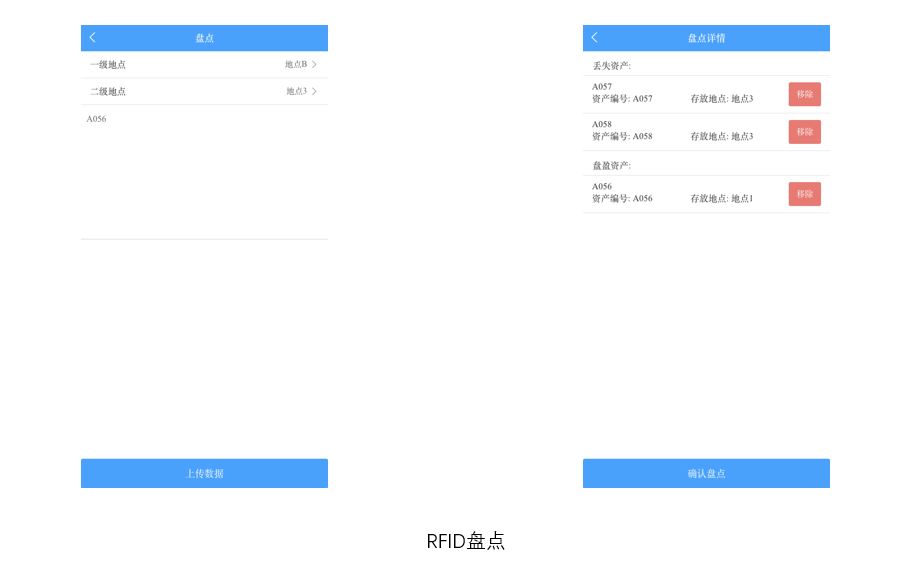 盘点
一级地点 地点B
二级地点 地点3
A056
上传数据
盘点详情
丢失资产:
A057
资产编号: A057 存放地点: 地点3 移除
A058
资产编号: A058 存放地点: 地点3 移除
盘盈资产:
A056
资产编号: A056 存放地点: 地点1 移除
确认盘点
RFID盘点